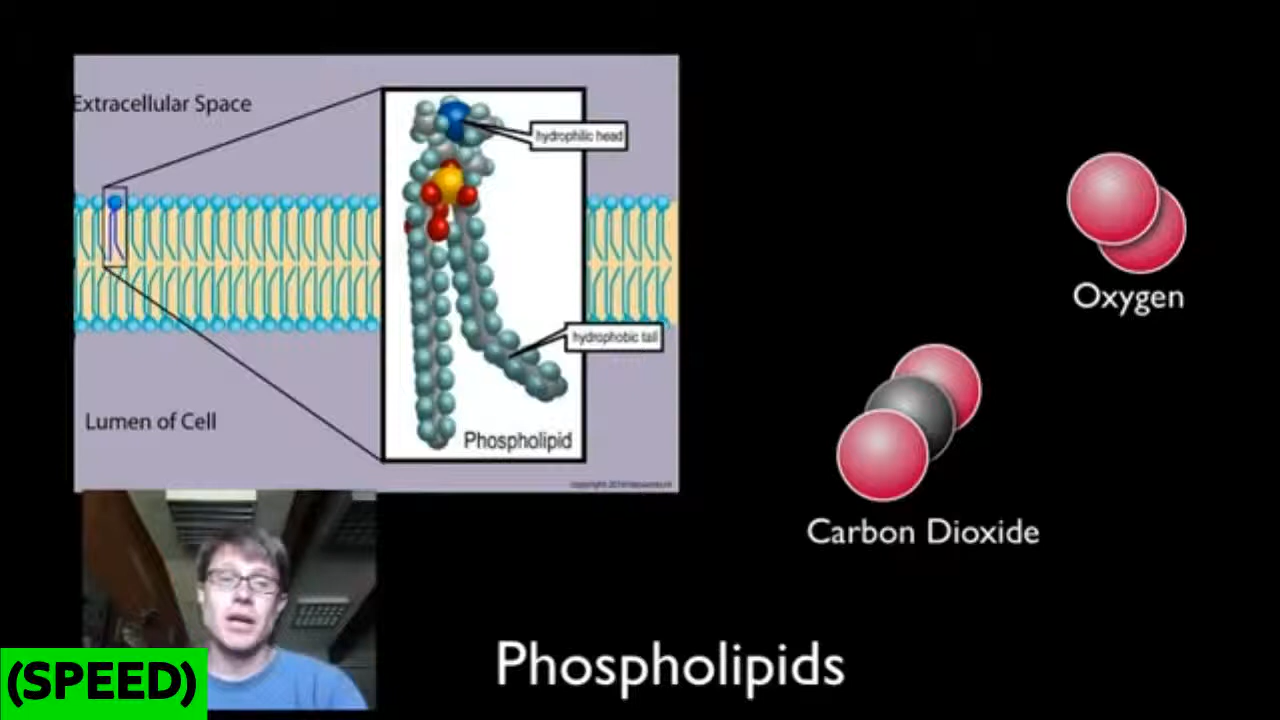 Extracellular Space
hydrophilic head
hydrophobic tail
Lumen of Cell
Phospholipid
Oxygen
Carbon Dioxide
Phospholipids
(SPEED)